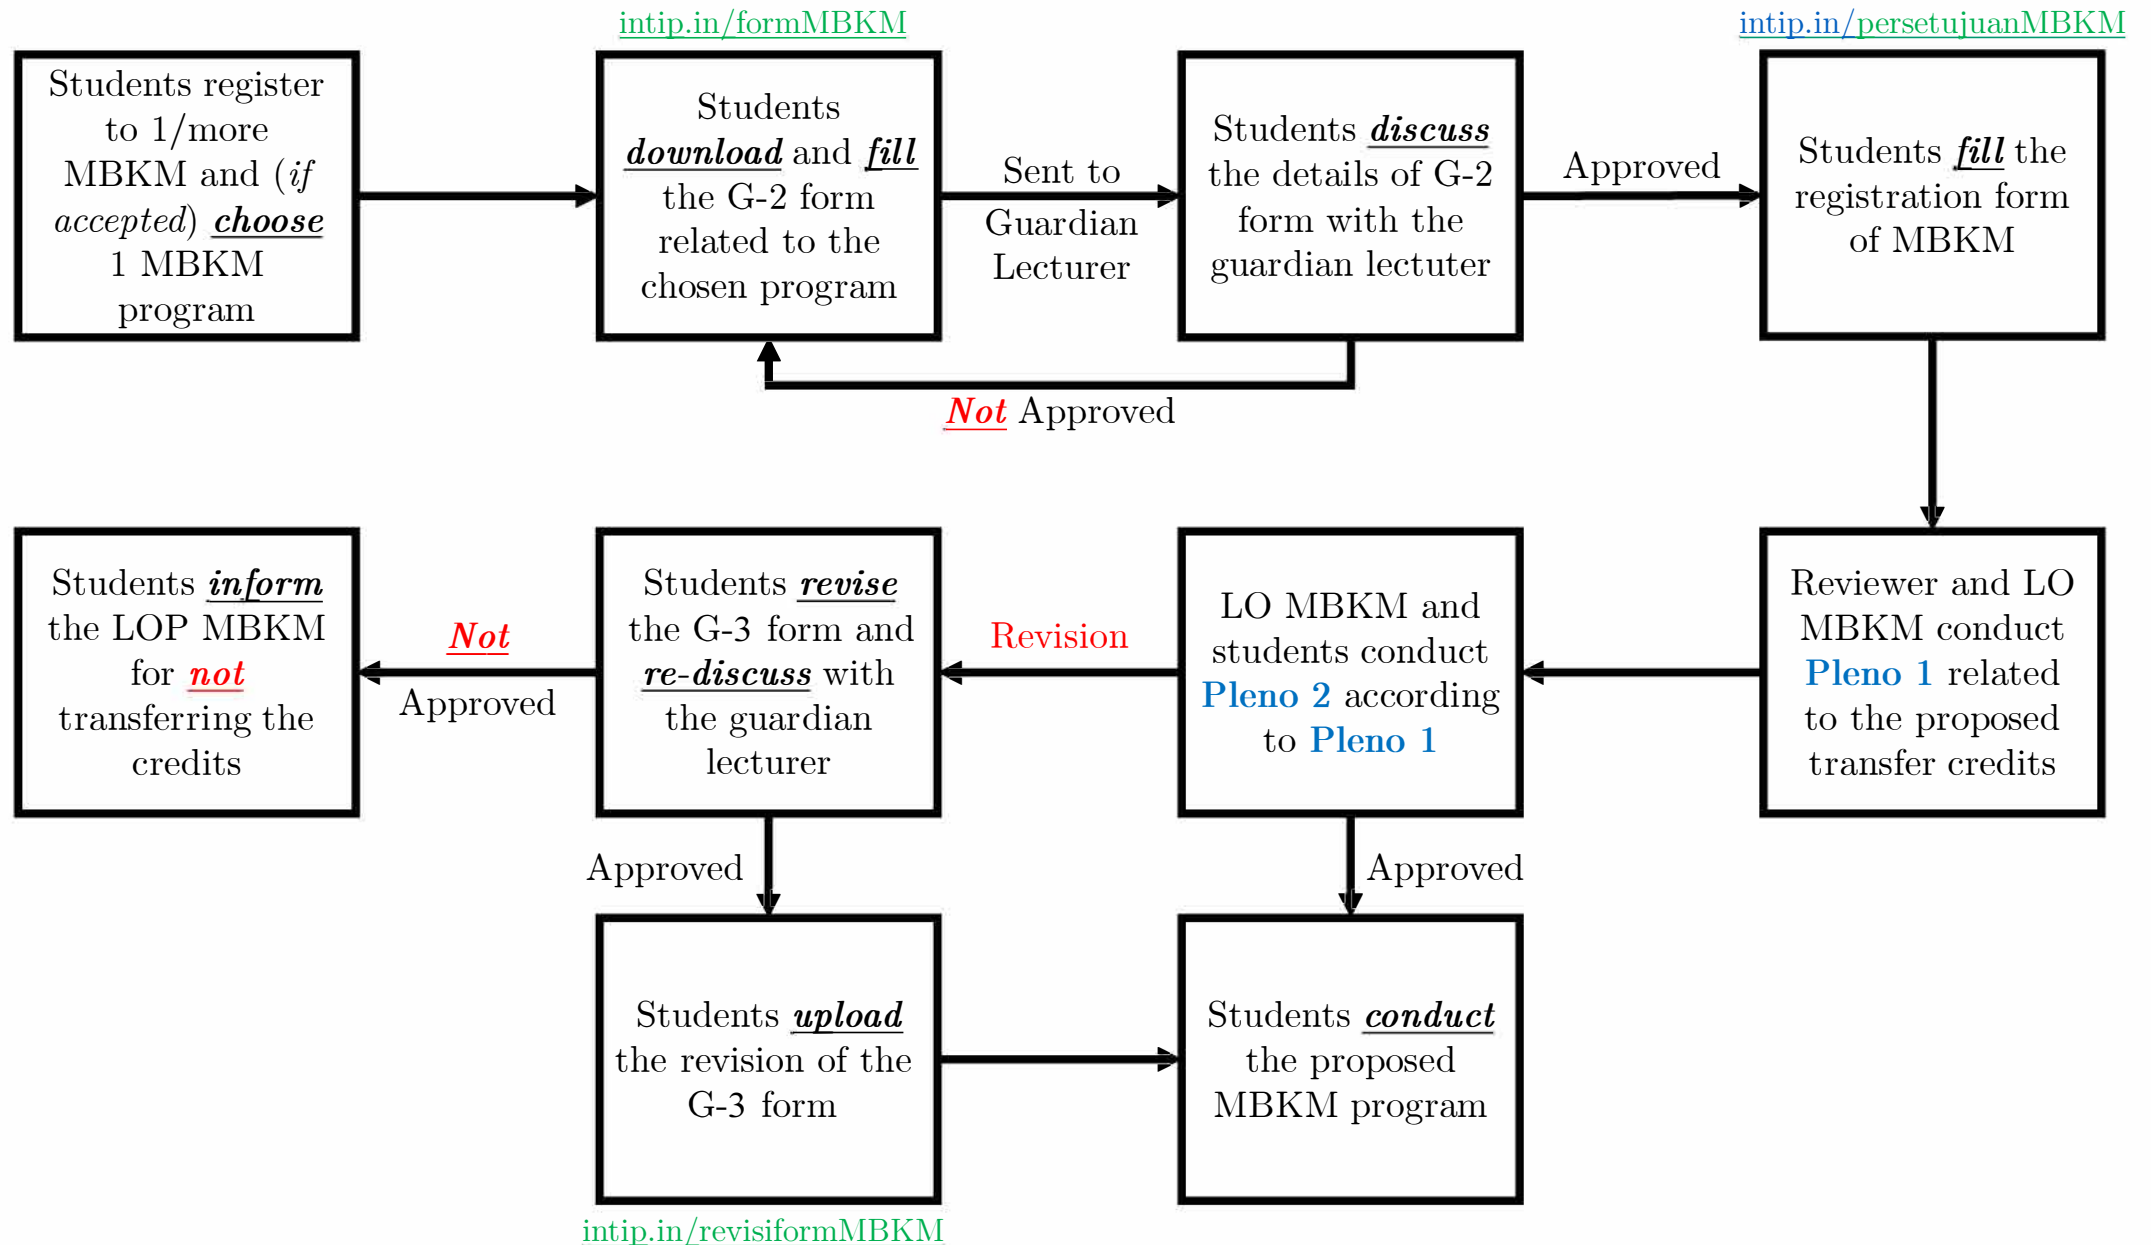 intip.in/formMBKM
intip.in/persetujuanMBKM
Students register
to 1/more
MBKM and (if
accepted) choose
1 MBKM
program
Students
download and fill
the G-2 form
related to the
chosen program
Sent to
Guardian
Lecturer
Students discuss
the details of G-2
form with the
guardian lectuter
Approved
Students fill the
registration form
of MBKM
Not Approved
Students inform
the LOP MBKM
for not
transferring the
credits
Not
Approved
Students revise
the G-3 form and
re-discuss with
the guardian
lecturer
Revision
LO MBKM and
students conduct
Pleno 2 according
to Pleno 1
Reviewer and LO
MBKM conduct
Pleno 1 related
to the proposed
transfer credits
Approved
Approved
Students upload
the revision of the
G-3 form
Students conduct
the proposed
MBKM program
intip.in/revisiformMBKM